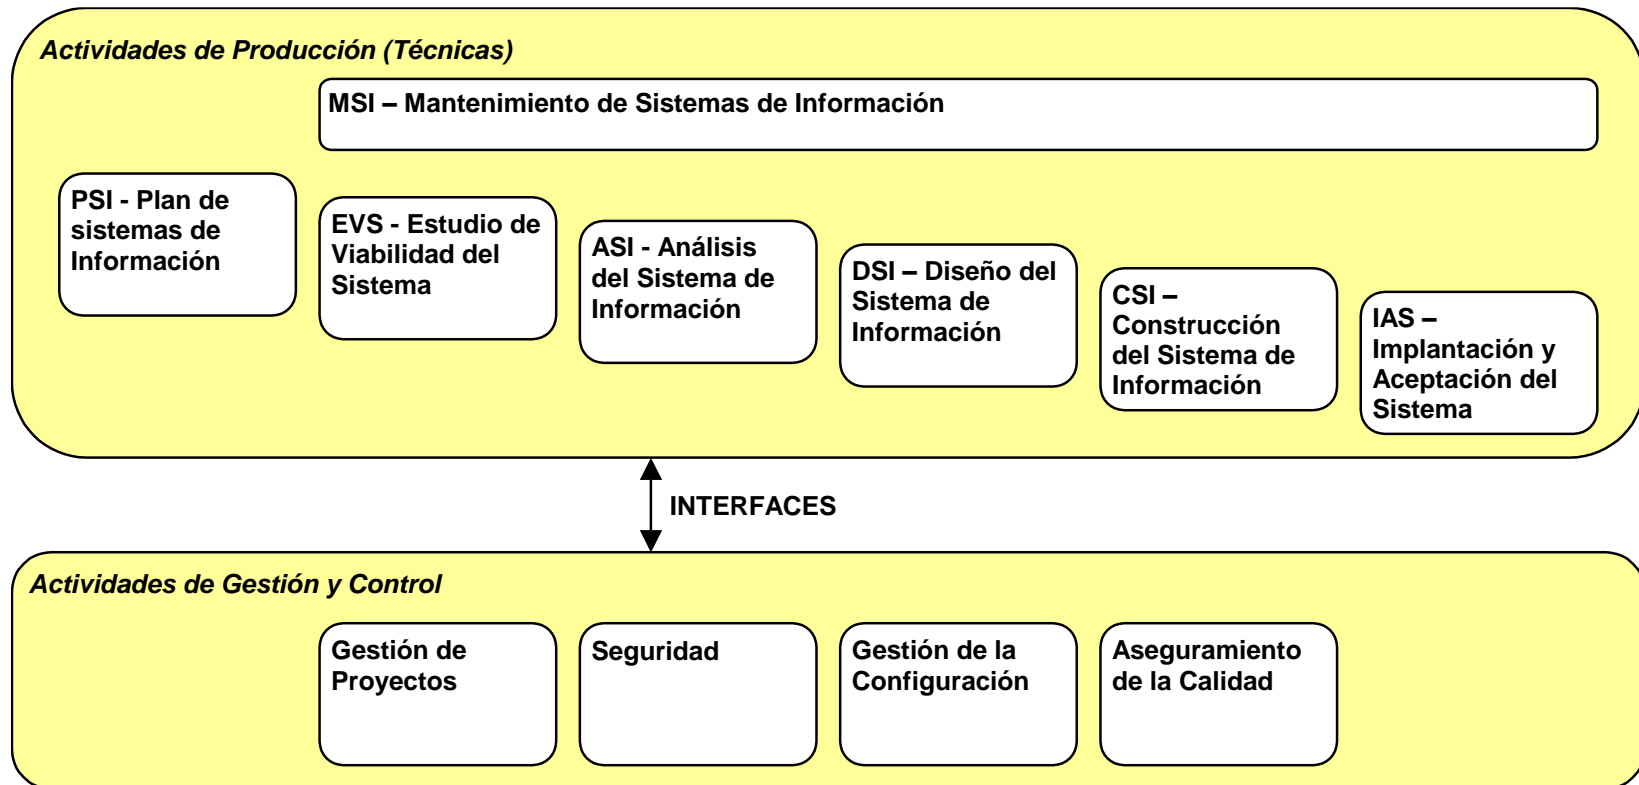 Actividades de Producción (Técnicas)
MSI – Mantenimiento de Sistemas de Información
PSI - Plan de
sistemas de
Información
EVS - Estudio de
Viabilidad del
Sistema
ASI - Análisis
del Sistema de
Información
DSI – Diseño del
Sistema de
Información
CSI –
Construcción
del Sistema de
Información
IAS –
Implantación y
Aceptación del
Sistema
INTERFACES
Actividades de Gestión y Control
Gestión de
Proyectos
Seguridad
Gestión de la
Configuración
Aseguramiento
de la Calidad